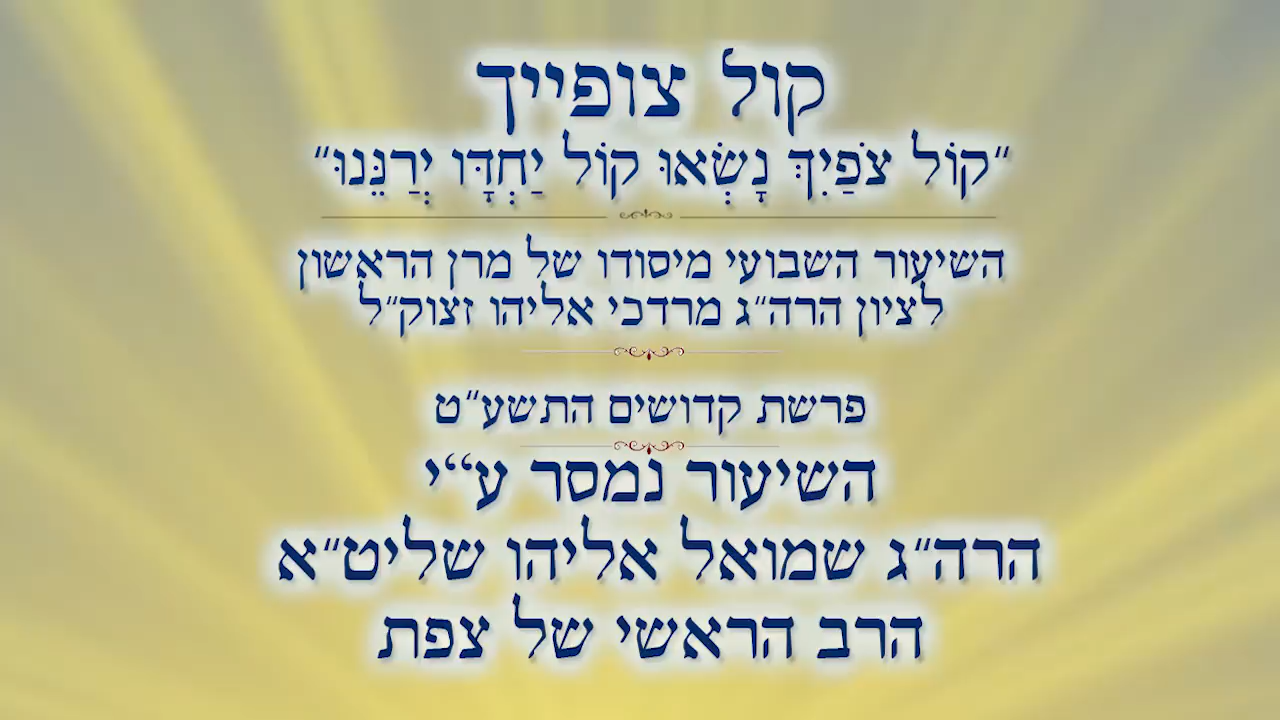 קול צופייך
"קוֹל צֹפַיִךְ נָשְׂאוּ קוֹל יַחְדָּו יְרַנֵּנוּ"
השיעור השבועי מיסודו של מרן הראשון
לציון הרה"ג מרדכי אליהו זצוק"ל
פרשת קדושים התשע"ט
השיעור נמסר ע"י
הרה"ג שמואל אליהו שליט"א
הרב הראשי של צפת